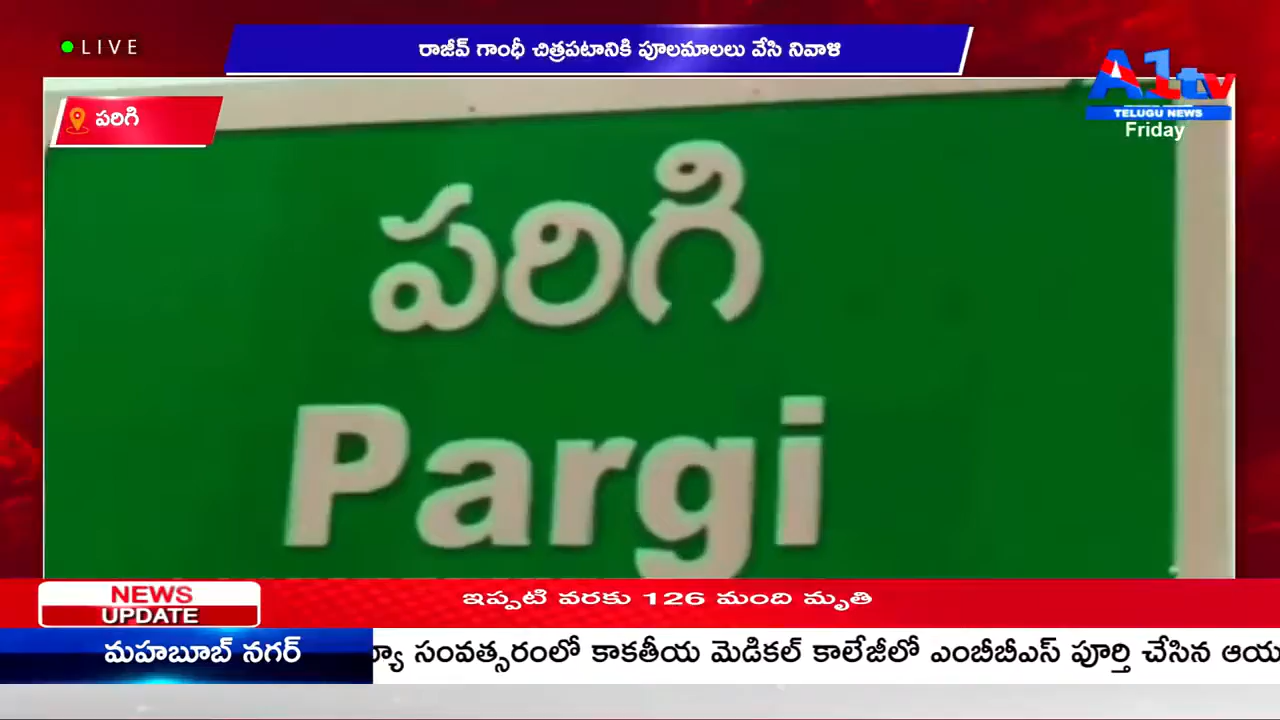 LIVE
రాజీవ్ గాంధీ చిత్రపటానికి పూలమాలలు వేసి నివాళి
A1tv
TELUGU NEWS
Friday
పరిగి
పరిగి
Pargi
NEWS
UPDATE
ఇప్పటి వరకు 126 మంది మృతి
మహబూబ్ నగర్
సంవత్సరంలో కాకతీయ మెడికల్ కాలేజీలో ఎంబీబీఎస్ పూర్తి చేసిన